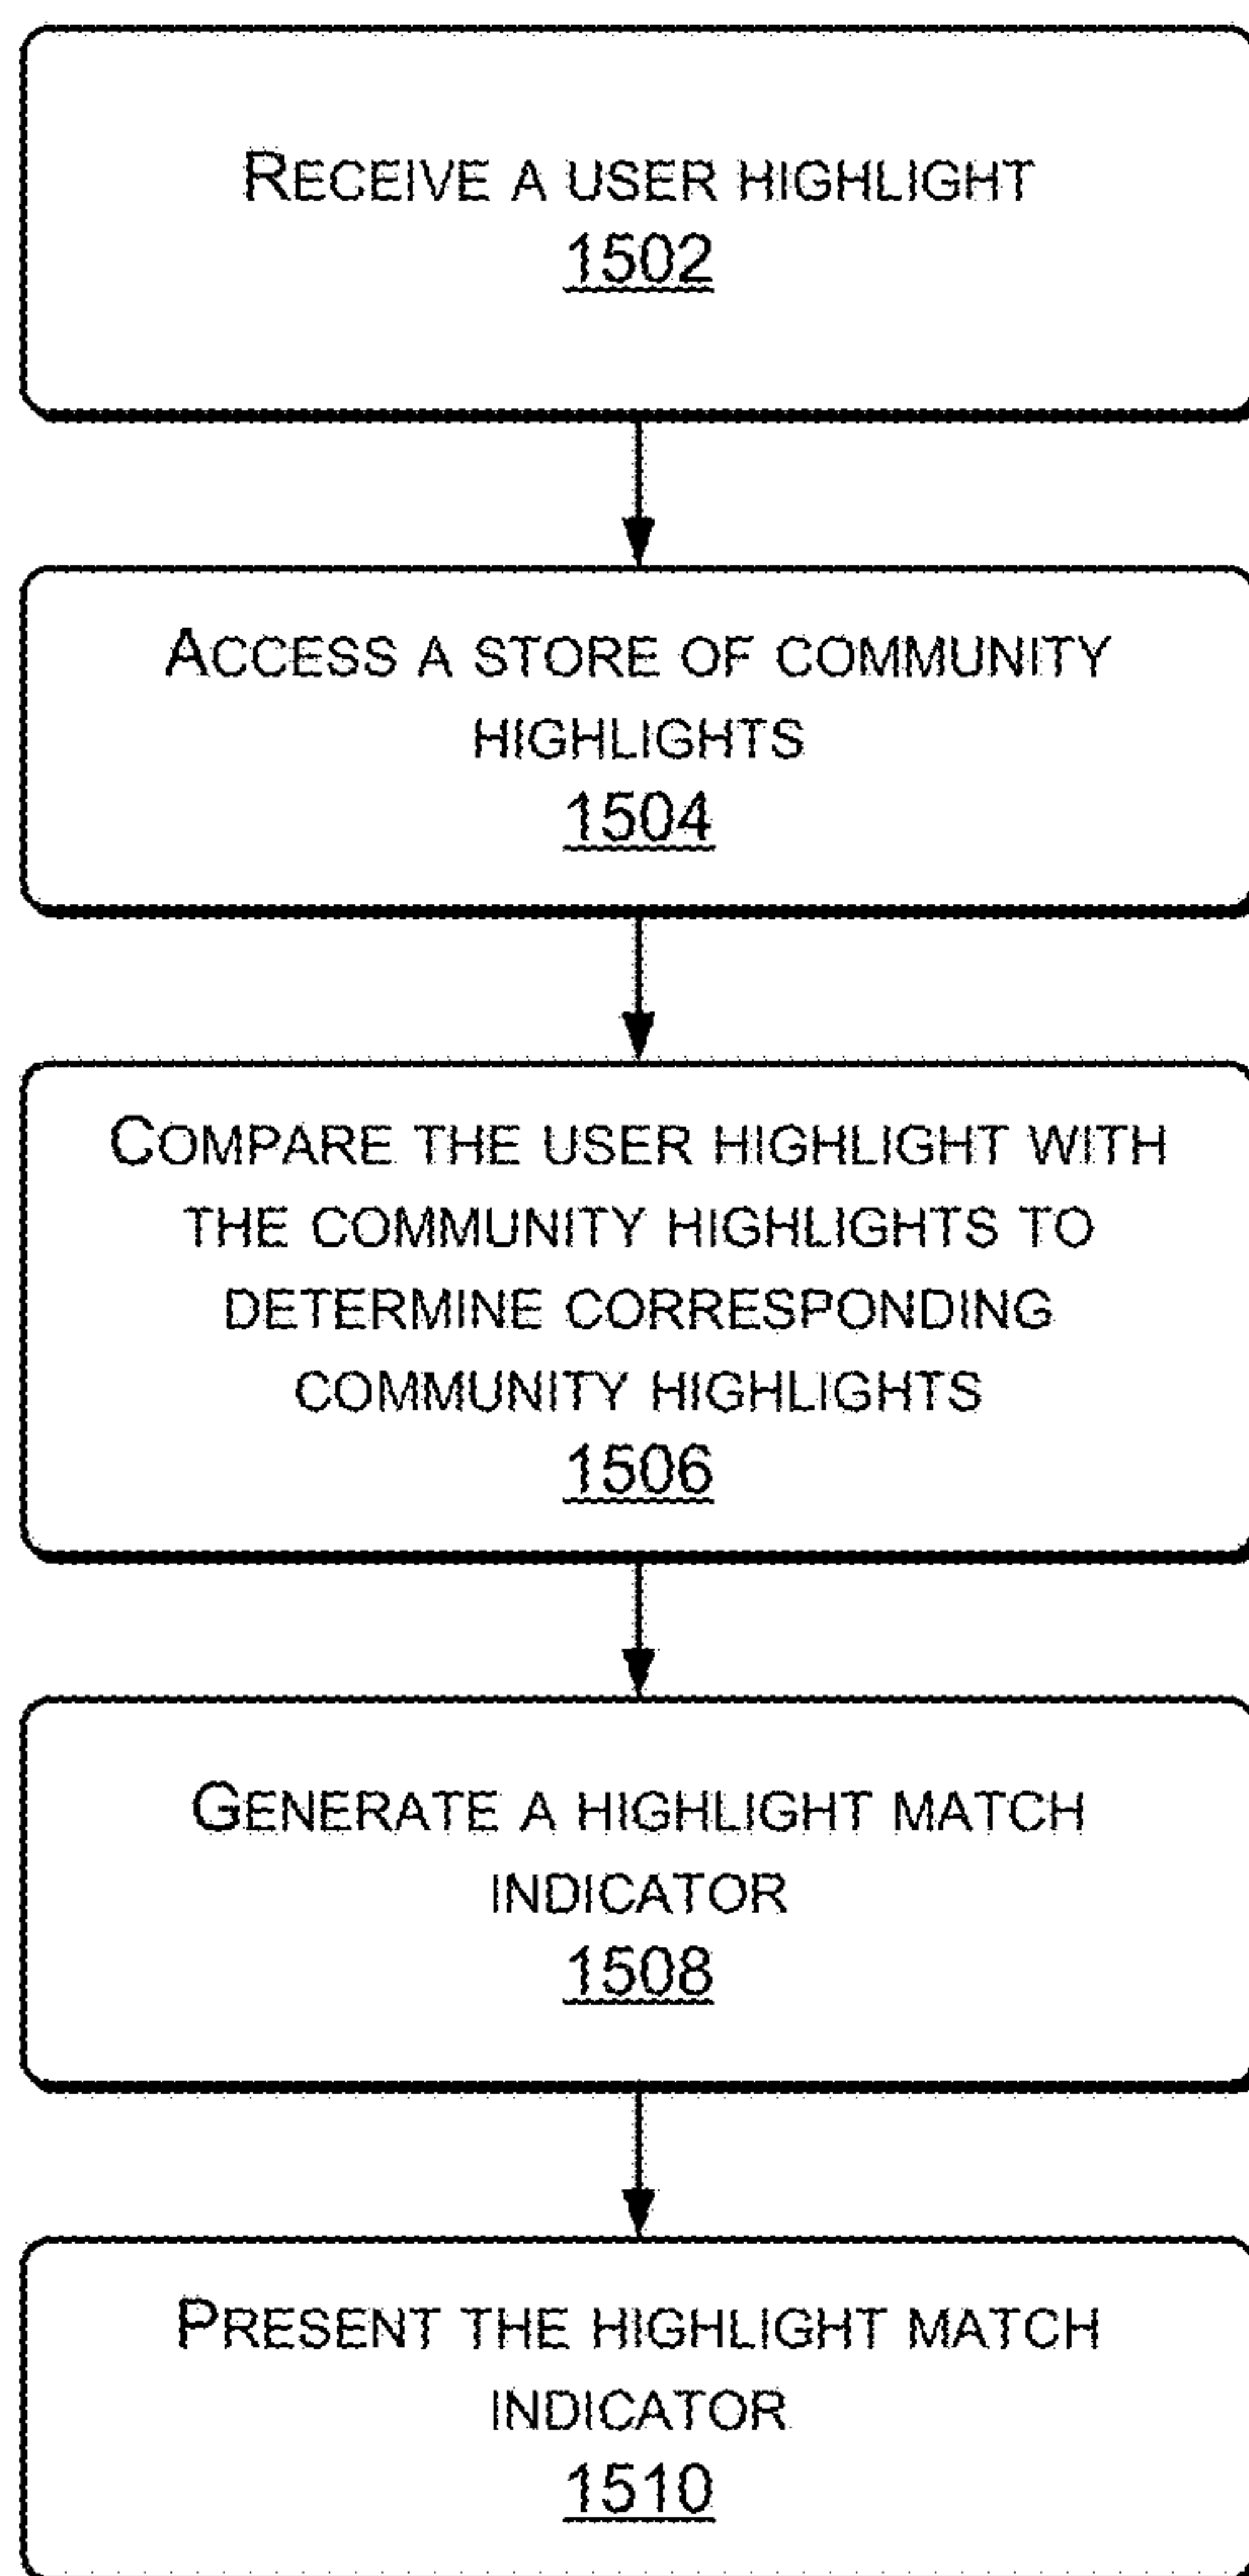 RECEIVE A USER HIGHLIGHT
1502
ACCESS A STORE OF COMMUNITY
HIGHLIGHTS
1504
COMPARE THE USER HIGHLIGHT WITH
THE COMMUNITY HIGHLIGHTS TO
DETERMINE CORRESPONDING
COMMUNITY HIGHLIGHTS
1506
GENERATE A HIGHLIGHT MATCH
INDICATOR
1508
PRESENT THE HIGHLIGHT MATCH
INDICATOR
1510